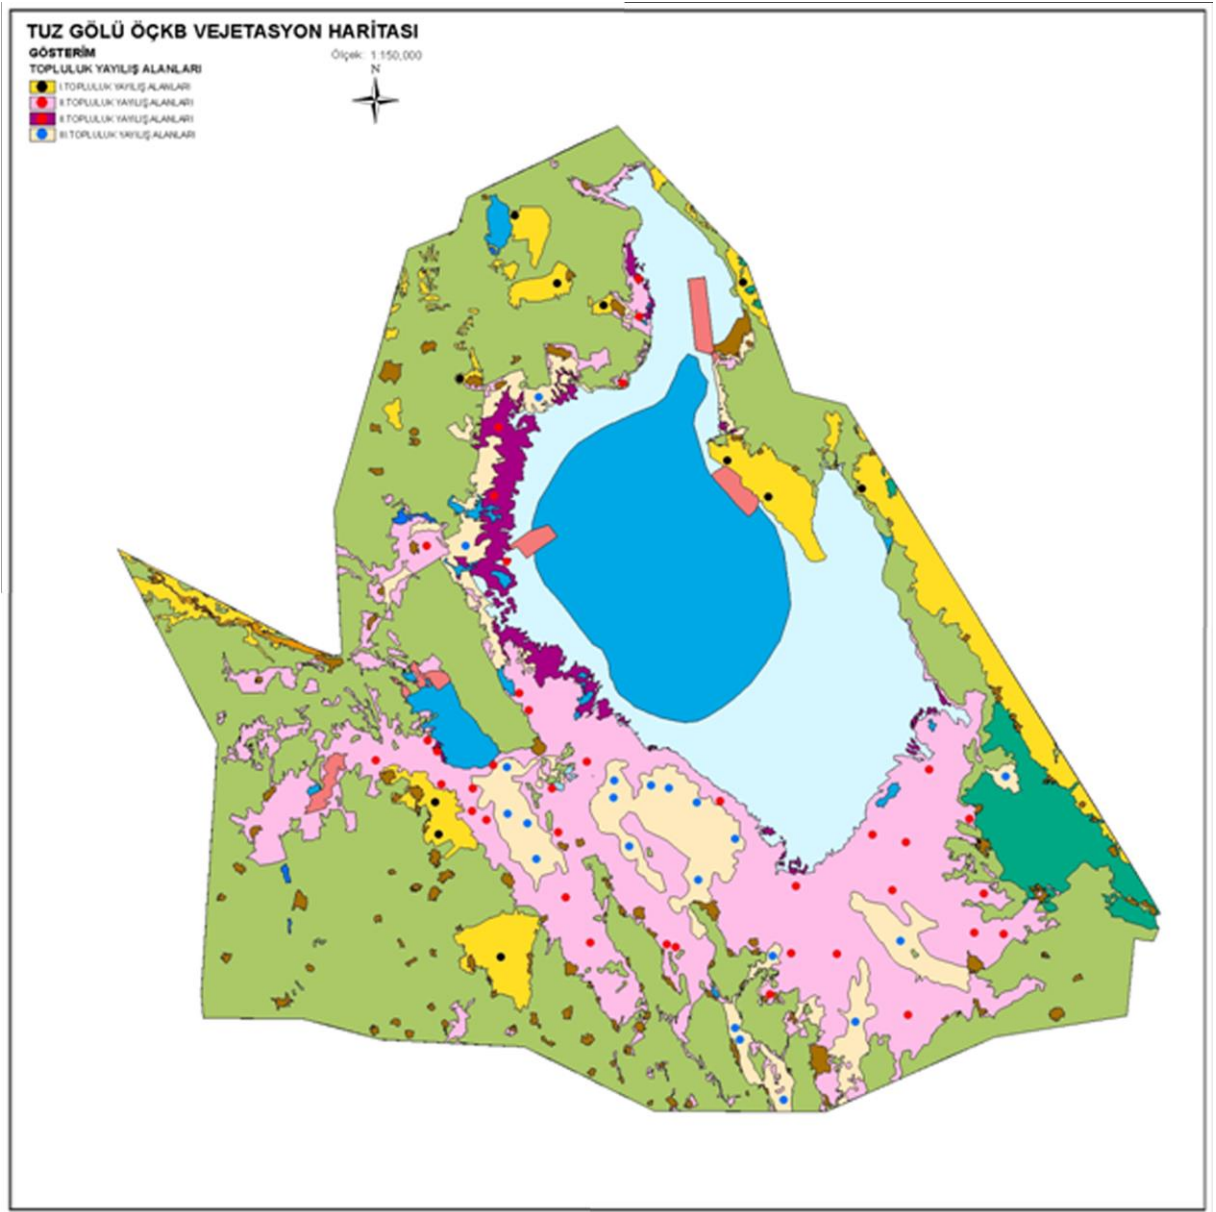 TUZ GÖLÜ ÖÇKB VEJETASYON HARİTASI
GÖSTERİM
Ölçek: 1:150,000
TOPLULUK YAYILIŞ ALANLARI
N
I.TOPLULUK YAYILIŞ ALANLARI
II.TOPLULUK YAYILIŞ ALANLARI
II.TOPLULUK YAYILIŞ ALANLARI
III.TOPLULUK YAYILIŞ ALANLARI